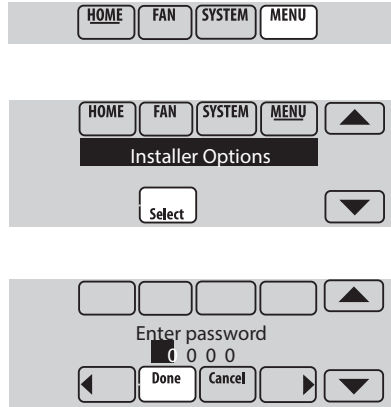 HOME FAN SYSTEM MENU
HOME FAN SYSTEM MENU
Installer Options
Select
Enter password
0 0 0 0
Done Cancel